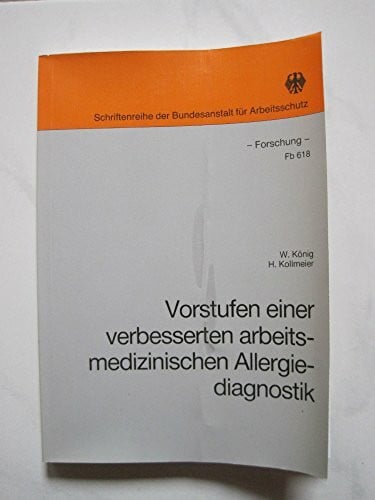 Schriftenreihe der Bundesanstalt für Arbeitsschutz
– Forschung –
Fb 618
W. König
H. Kollmeier
Vorstufen einer
verbesserten arbeits-
medizinischen Allergie-
diagnostik